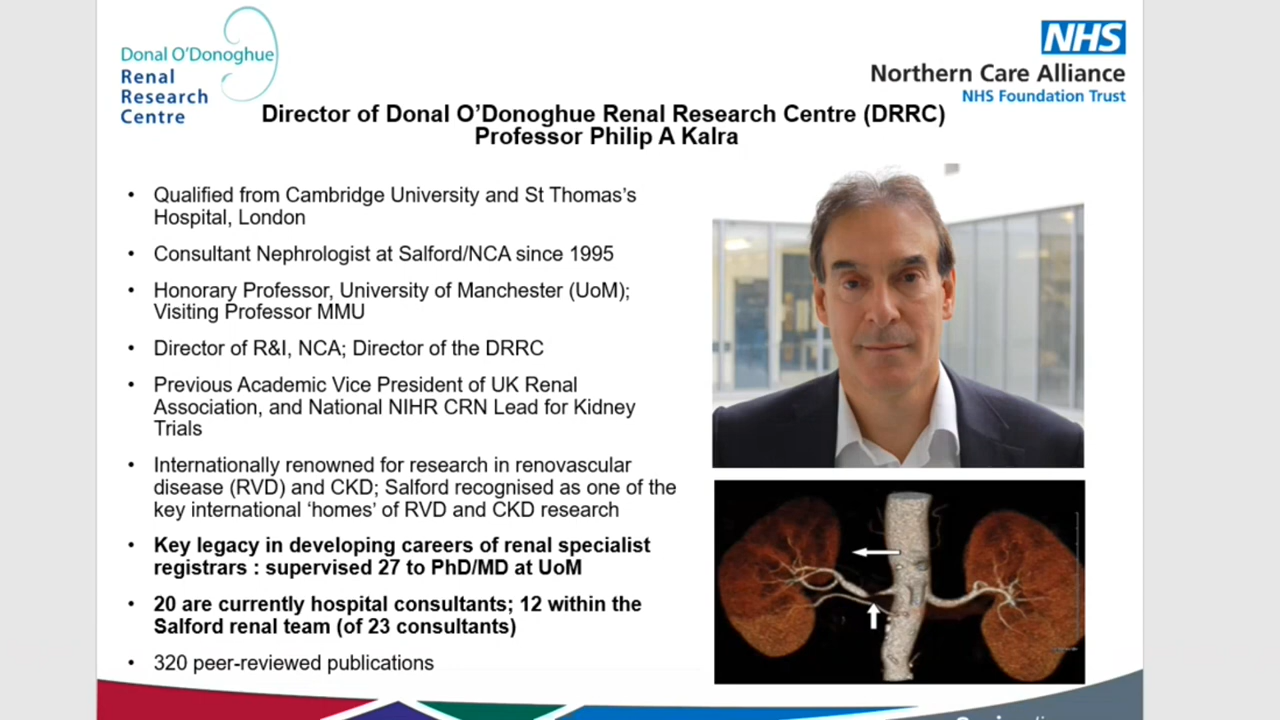 Donal O’Donoghue
Renal
Research
Centre
NHS
Northern Care Alliance
NHS Foundation Trust
Director of Donal O’Donoghue Renal Research Centre (DRRC)
Professor Philip A Kalra
• Qualified from Cambridge University and St Thomas’s
Hospital, London
• Consultant Nephrologist at Salford/NCA since 1995
• Honorary Professor, University of Manchester (UoM);
Visiting Professor MMU
• Director of R&I, NCA; Director of the DRRC
• Previous Academic Vice President of UK Renal
Association, and National NIHR CRN Lead for Kidney
Trials
• Internationally renowned for research in renovascular
disease (RVD) and CKD; Salford recognised as one of the
key international ‘homes’ of RVD and CKD research
• Key legacy in developing careers of renal specialist
registrars : supervised 27 to PhD/MD at UoM
• 20 are currently hospital consultants; 12 within the
Salford renal team (of 23 consultants)
• 320 peer-reviewed publications